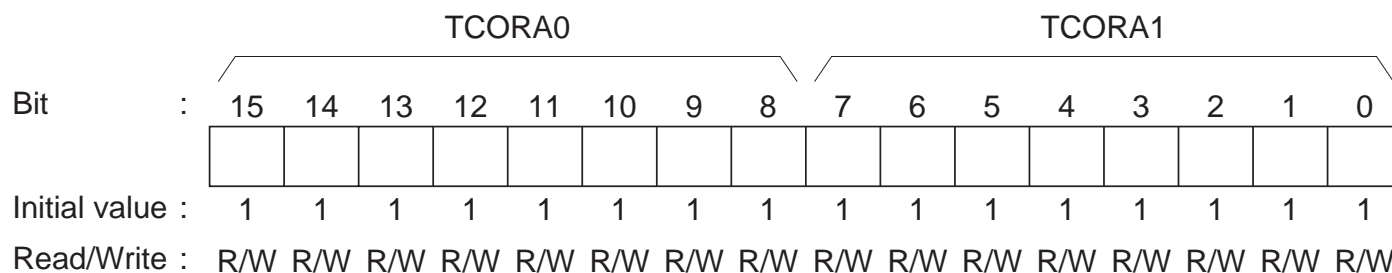 TCORA0 TCORA1
Bit : 15 14 13 12 11 10 9 8 7 6 5 4 3 2 1 0
Initial value : 1 1 1 1 1 1 1 1 1 1 1 1 1 1 1 1
Read/Write : R/W R/W R/W R/W R/W R/W R/W R/W R/W R/W R/W R/W R/W R/W R/W R/W